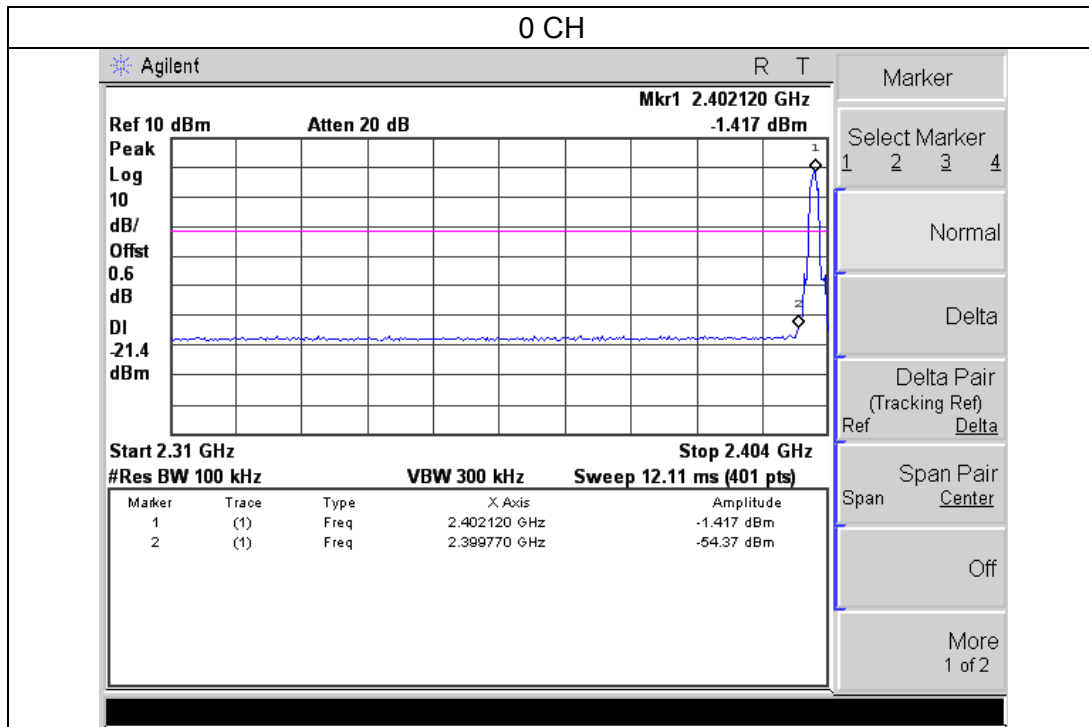 0 CH
Agilent R T
Mkr1 2.402120 GHz
Ref 10 dBm Atten 20 dB -1.417 dBm
Peak
Log
10
dB/
Offst
0.6
dB
DI
-21.4
dBm
1
2
Start 2.31 GHz Stop 2.404 GHz
#Res BW 100 kHz VBW 300 kHz Sweep 12.11 ms (401 pts)
Marker Trace Type X Axis Amplitude
1 (1) Freq 2.402120 GHz -1.417 dBm
2 (1) Freq 2.399770 GHz -54.37 dBm
Marker
Select Marker
1 2 3 4
Normal
Delta
Delta Pair
(Tracking Ref)
Ref Delta
Span Pair
Span Center
Off
More
1 of 2